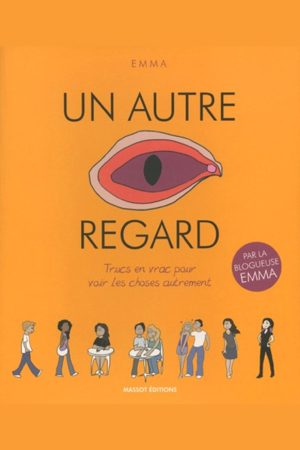 EMMA
UN AUTRE
REGARD
Trucs en vrac pour
voir les choses autrement
PAR LA
BLOGUEUSE
EMMA
MASSOT ÉDITIONS